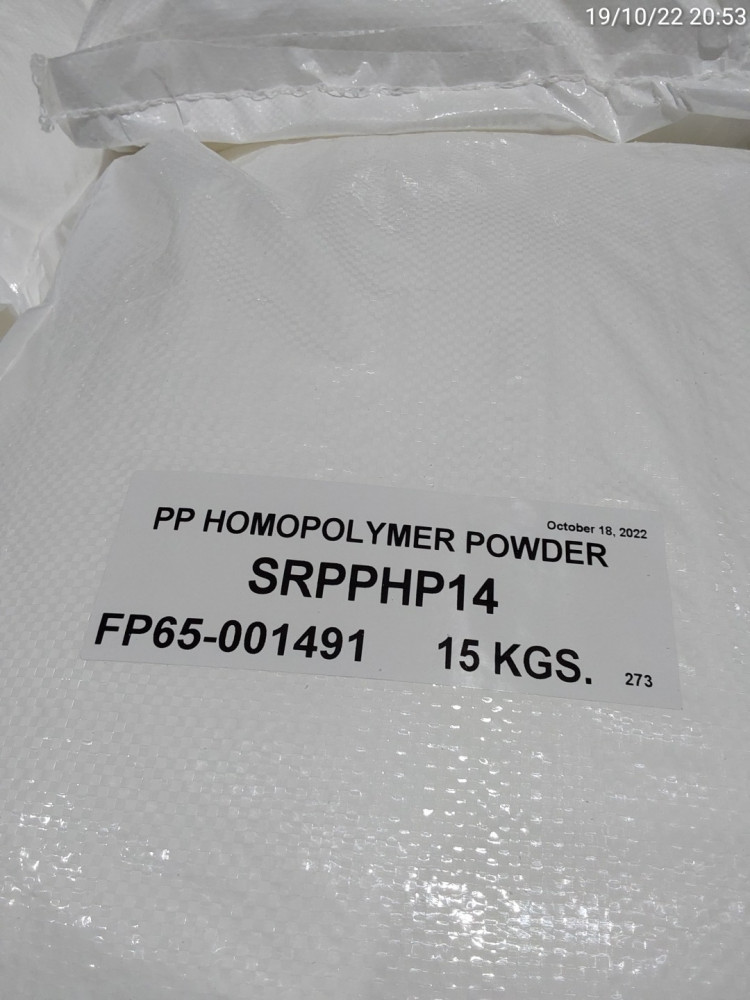 19/10/22 20:53
October 18, 2022
PP HOMOPOLYMER POWDER
SRPPHP14
FP65-001491 15 KGS. 273